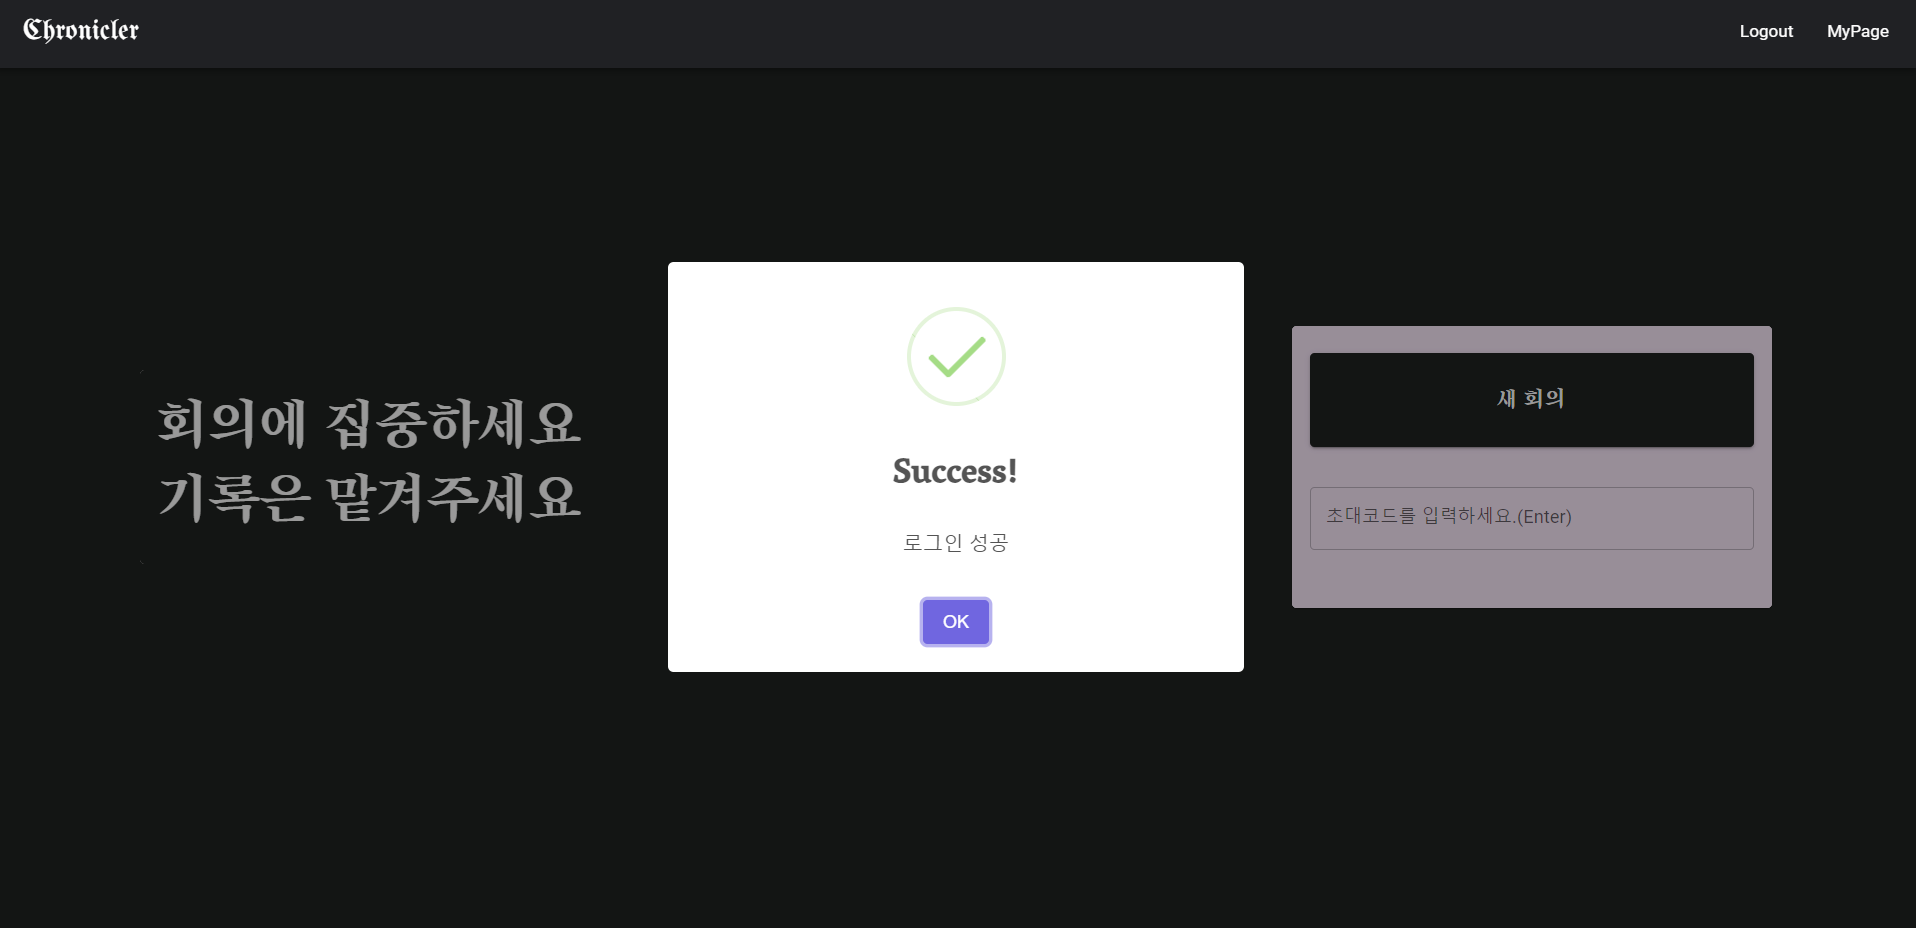 Chronicler
Logout
MyPage
회의에 집중하세요
기록은 맡겨주세요
Success!
로그인 성공
OK
새 회의
초대코드를 입력하세요.(Enter)